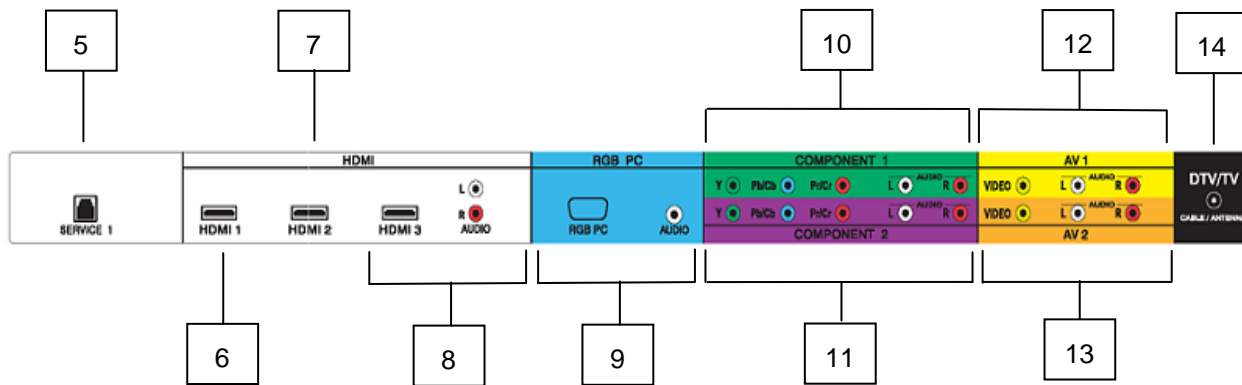 5 7 10 12 14
HDMI RGB PC COMPONENT 1 AV 1
DTV/TV
CABLE / ANTENNA
SERVICE 1
HDMI 1 HDMI 2 HDMI 3
L
R
AUDIO
RGB PC AUDIO
Y Pb/Cb Pr/Cr L AUDIO R
Y Pb/Cb Pr/Cr L AUDIO R
COMPONENT 2
VIDEO L AUDIO R
VIDEO L AUDIO R
AV 2
6 8 9 11 13